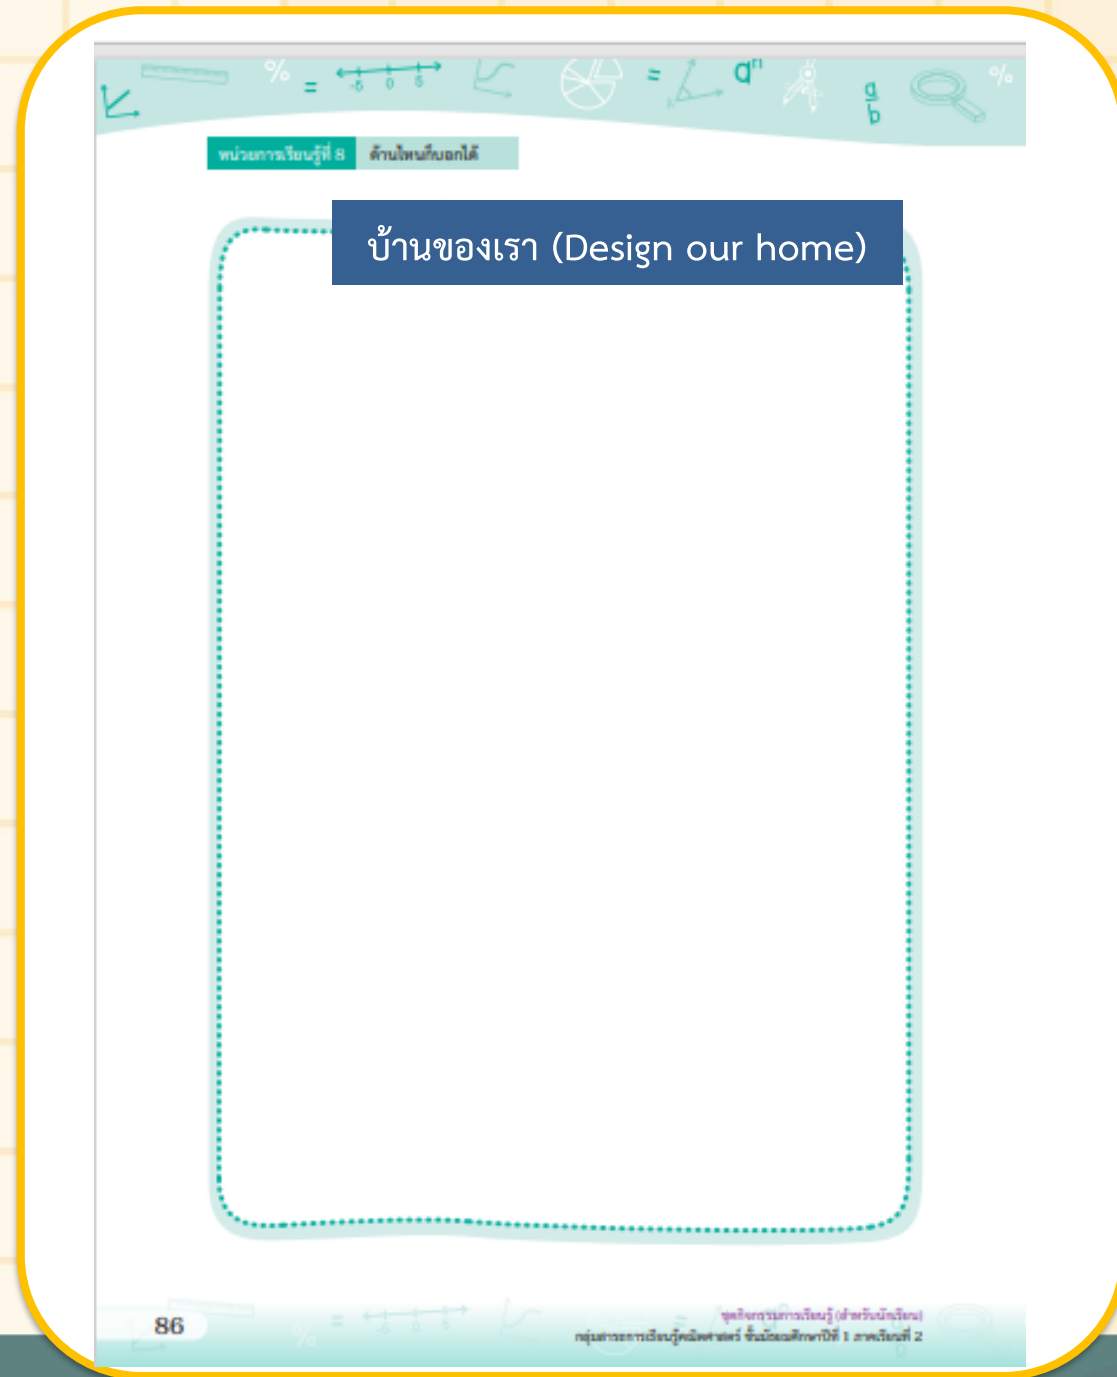 % = -5 0 5 = aⁿ a/b %
หน่วยการเรียนรู้ที่ 8 ด้านไหนก็บอกได้
บ้านของเรา (Design our home)
86
ชุดกิจกรรมการเรียนรู้ (สำหรับนักเรียน)
กลุ่มสาระการเรียนรู้คณิตศาสตร์ ชั้นมัธยมศึกษาปีที่ 1 ภาคเรียนที่ 2